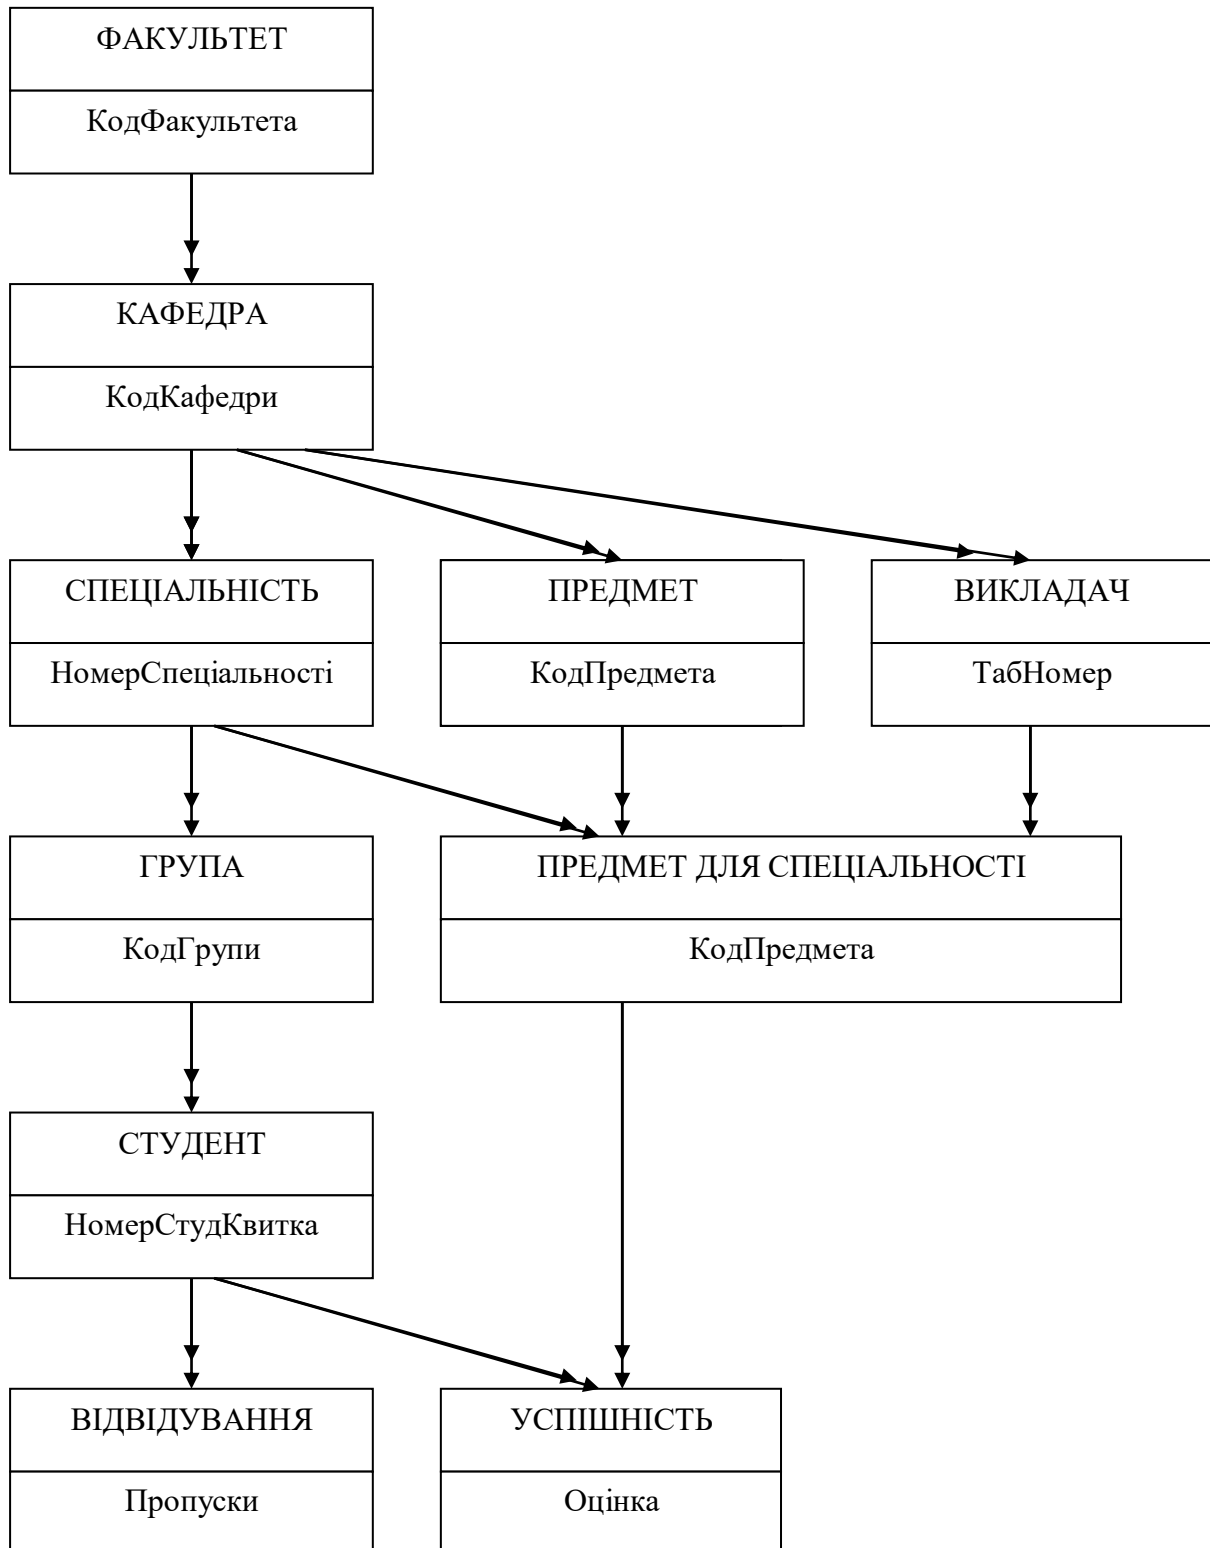 ФАКУЛЬТЕТ
КодФакультета
КАФЕДРА
КодКафедри
СПЕЦІАЛЬНІСТЬ
НомерСпеціальності
ПРЕДМЕТ
КодПредмета
ВИКЛАДАЧ
ТабНомер
ГРУПА
КодГрупи
ПРЕДМЕТ ДЛЯ СПЕЦІАЛЬНОСТІ
КодПредмета
СТУДЕНТ
НомерСтудКвитка
ВІДВІДУВАННЯ
Пропуски
УСПІШНІСТЬ
Оцінка